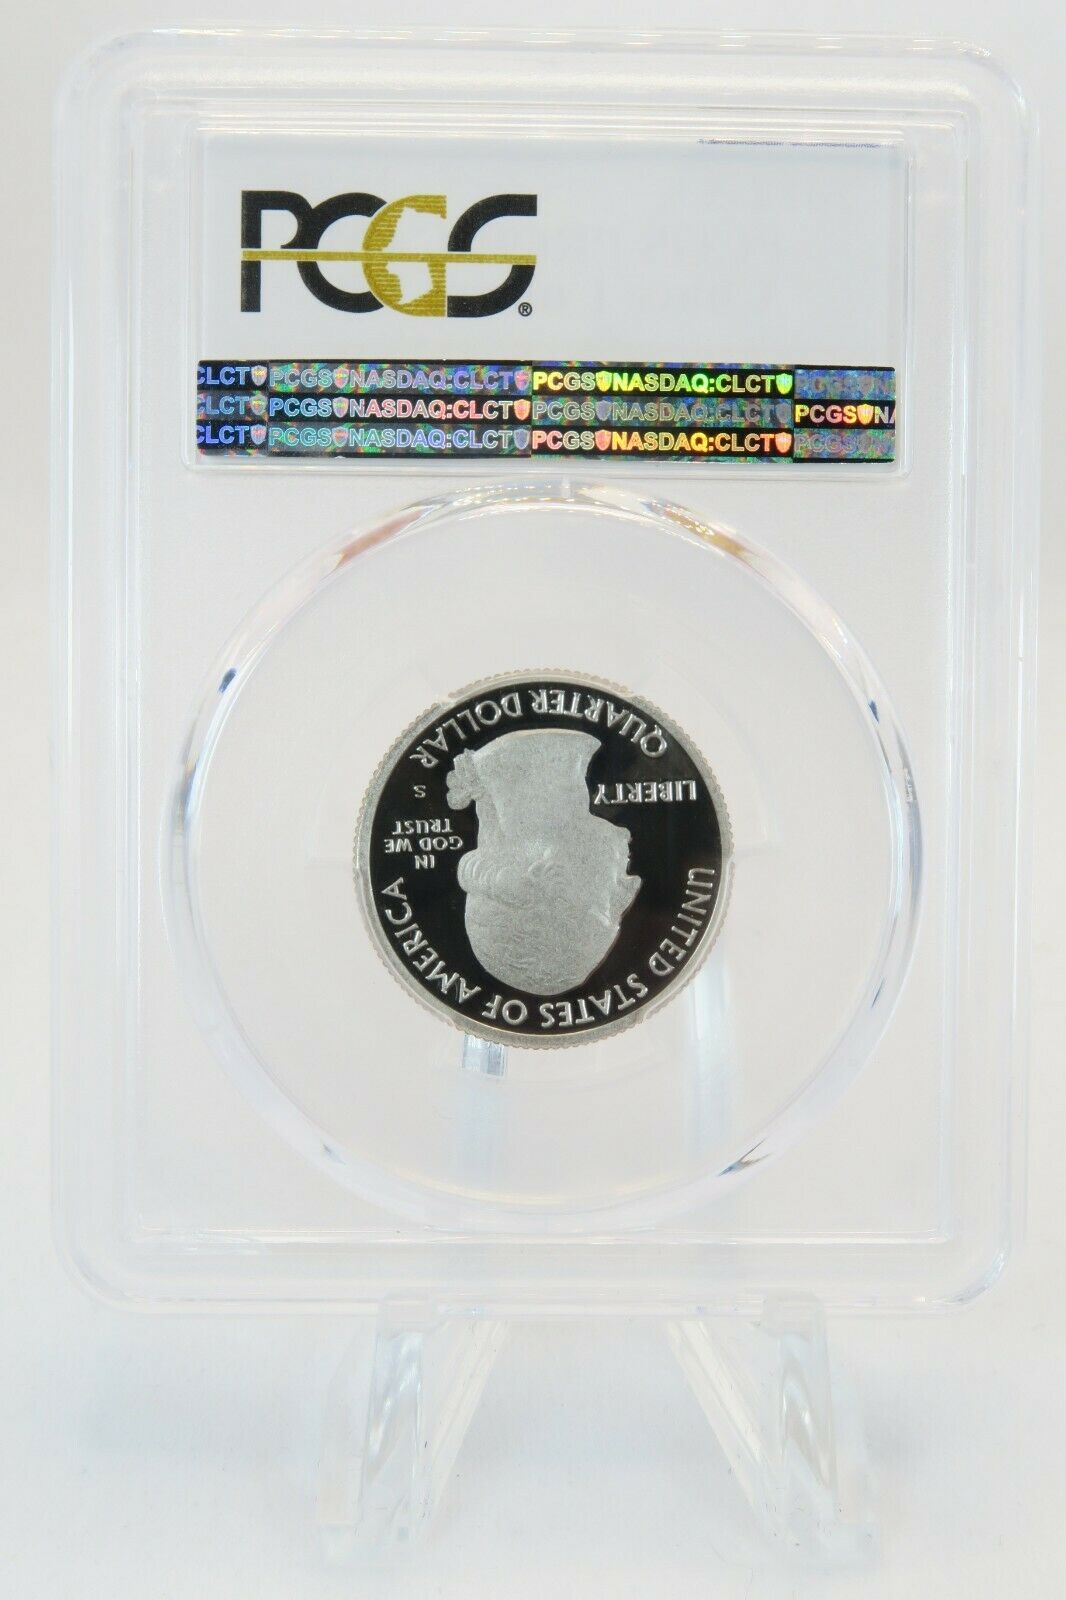 PCGS®
CLCT PCGS NASDAQ:CLCT PCGS NASDAQ:CLCT PCGS N
CLCT PCGS NASDAQ:CLCT PCGS NASDAQ:CLCT PCGS NA
CLCT PCGS NASDAQ:CLCT PCGS NASDAQ:CLCT PCGS
UNITED STATES OF AMERICA
LIBERTY
IN
GOD WE
TRUST
S
QUARTER DOLLAR